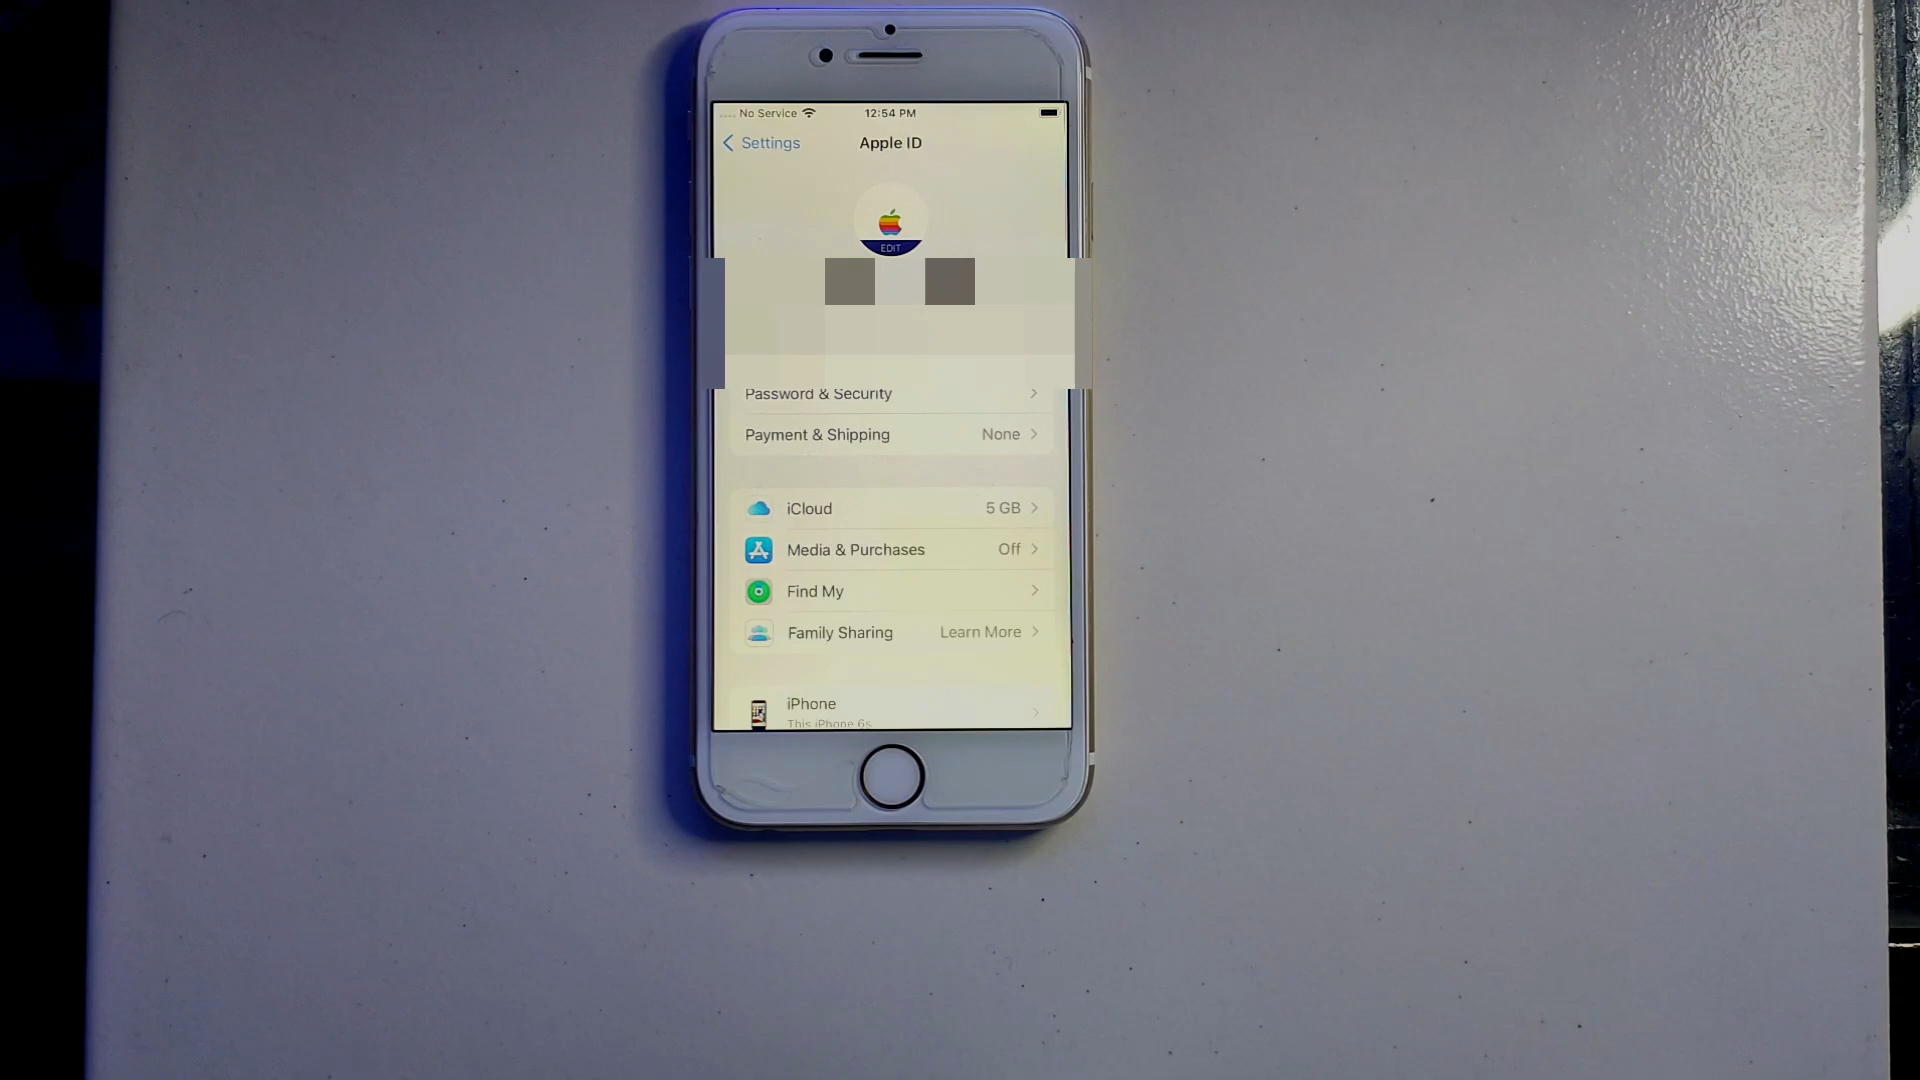 No Service 12:54 PM
Settings Apple ID
EDIT
Password & Security
Payment & Shipping None
iCloud 5 GB
Media & Purchases Off
Find My
Family Sharing Learn More
iPhone
This iPhone 6s